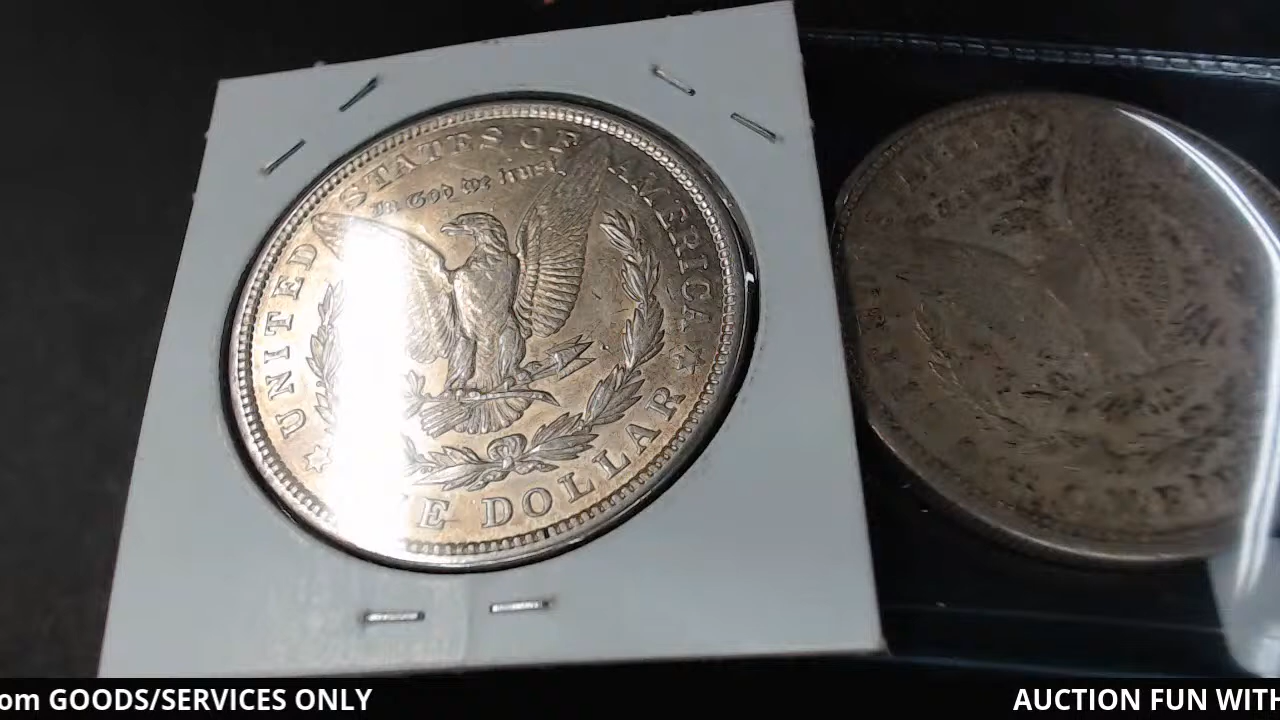 UNITED STATES OF AMERICA
In God we trust
E DOLLAR
om GOODS/SERVICES ONLY
AUCTION FUN WITH